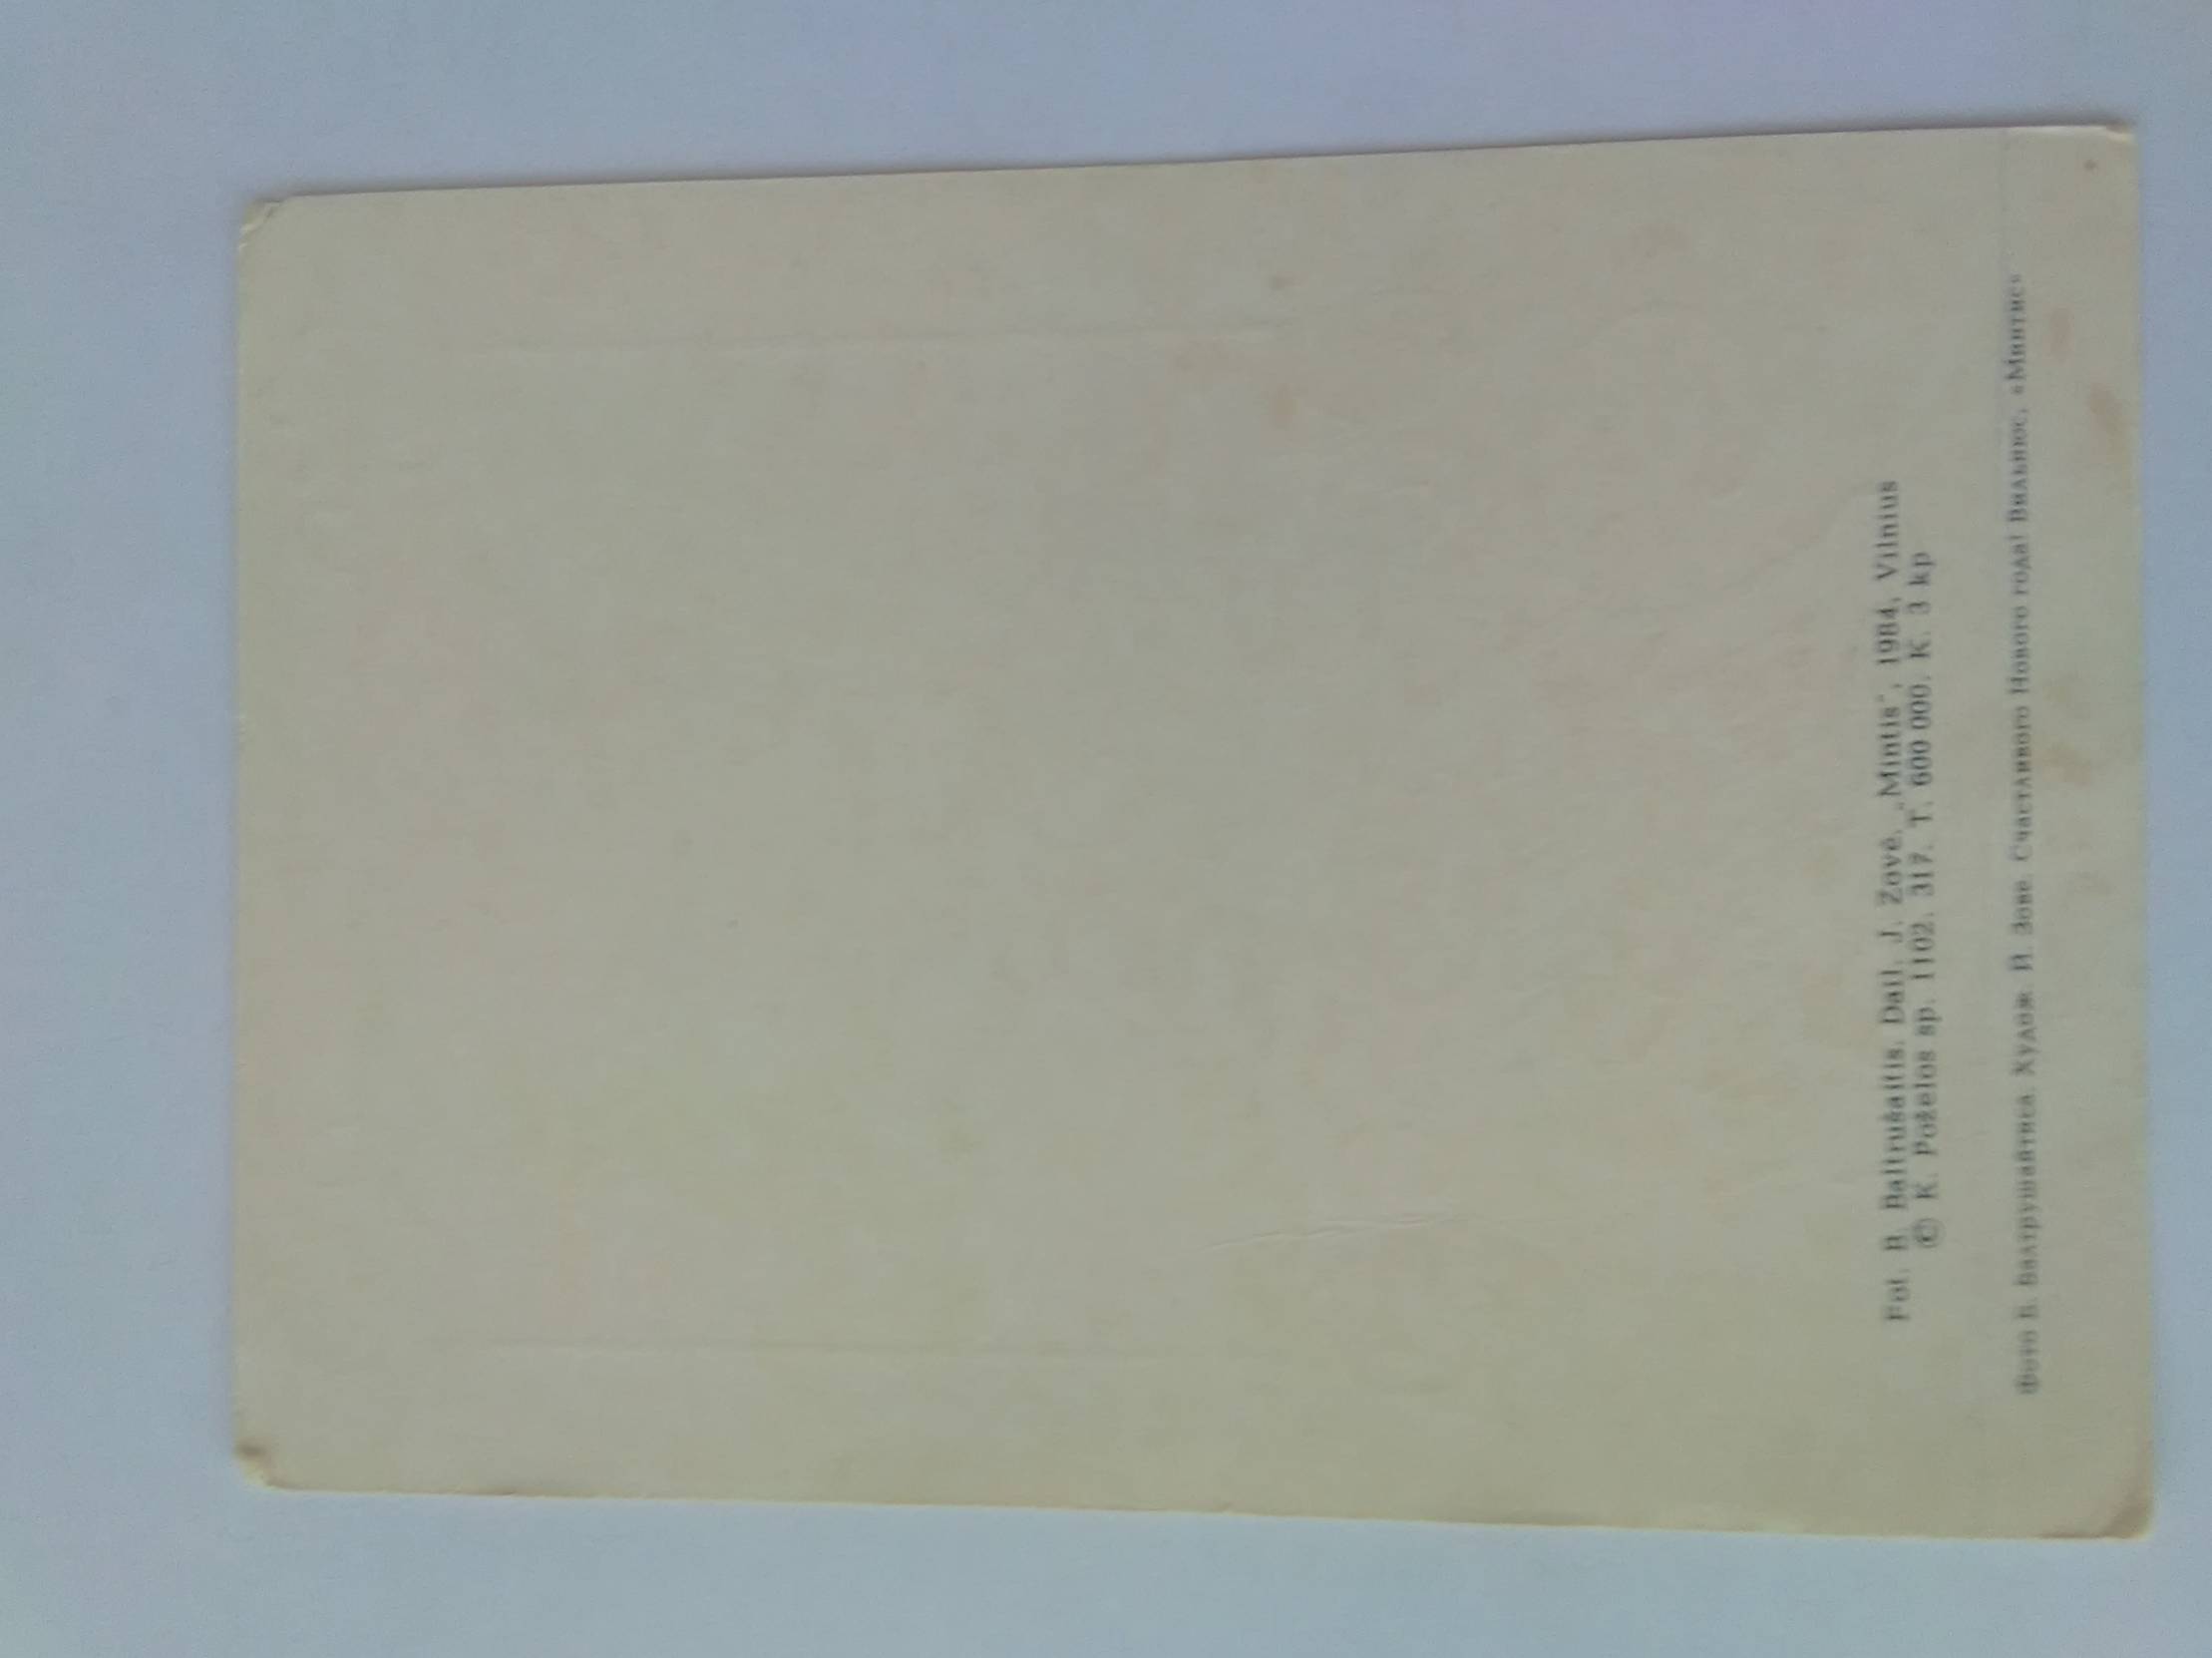 Fot. B. Baltrušaitis. Dail. J. Zovė. „Mintis“, 1984, Vilnius
© K. Poželos sp. 1102. 317. T. 600 000. K. 3 kp
Фото Б. Балтрушайтиса. Худож. И. Зове. Счастливого Нового года! Вильнюс, «Минтис»